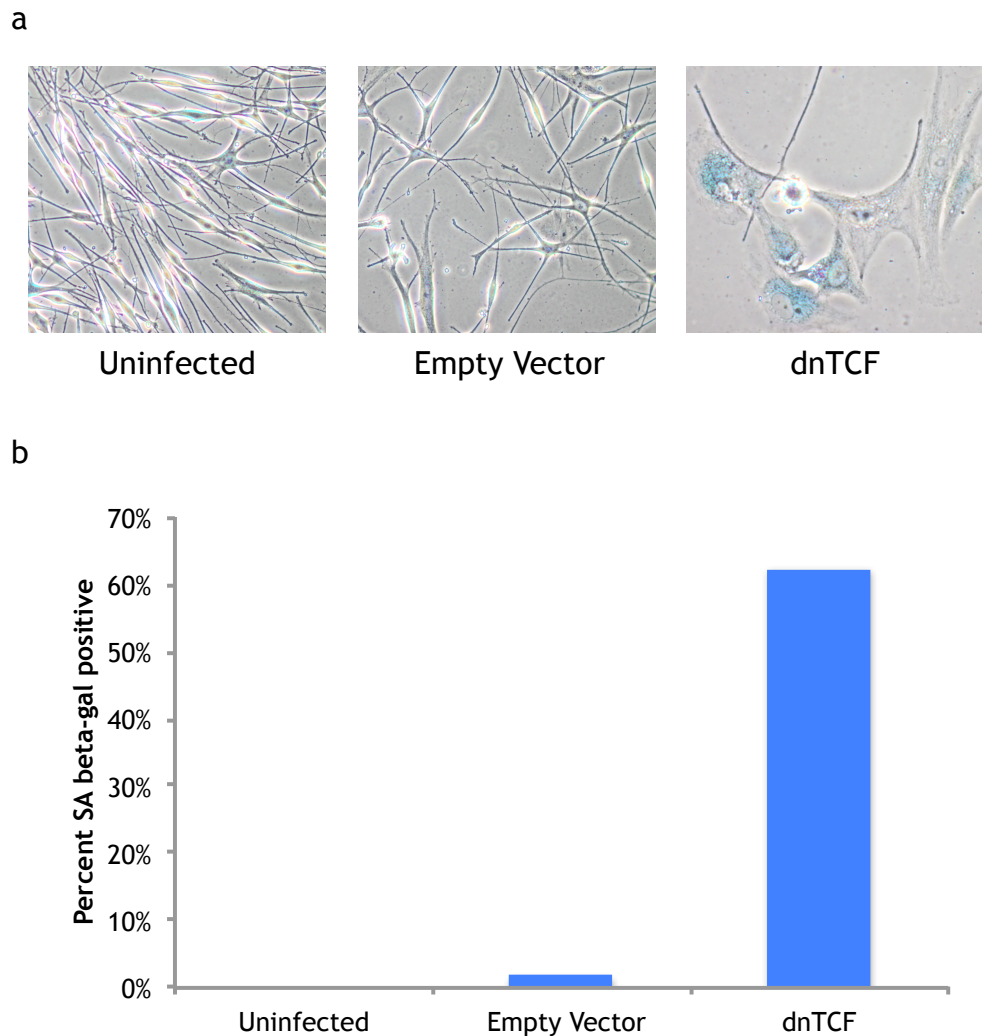 a
Uninfected Empty Vector dnTCF
b
70%
60%
50%
40%
30%
20%
10%
0%
Percent SA beta-gal positive
Uninfected Empty Vector dnTCF